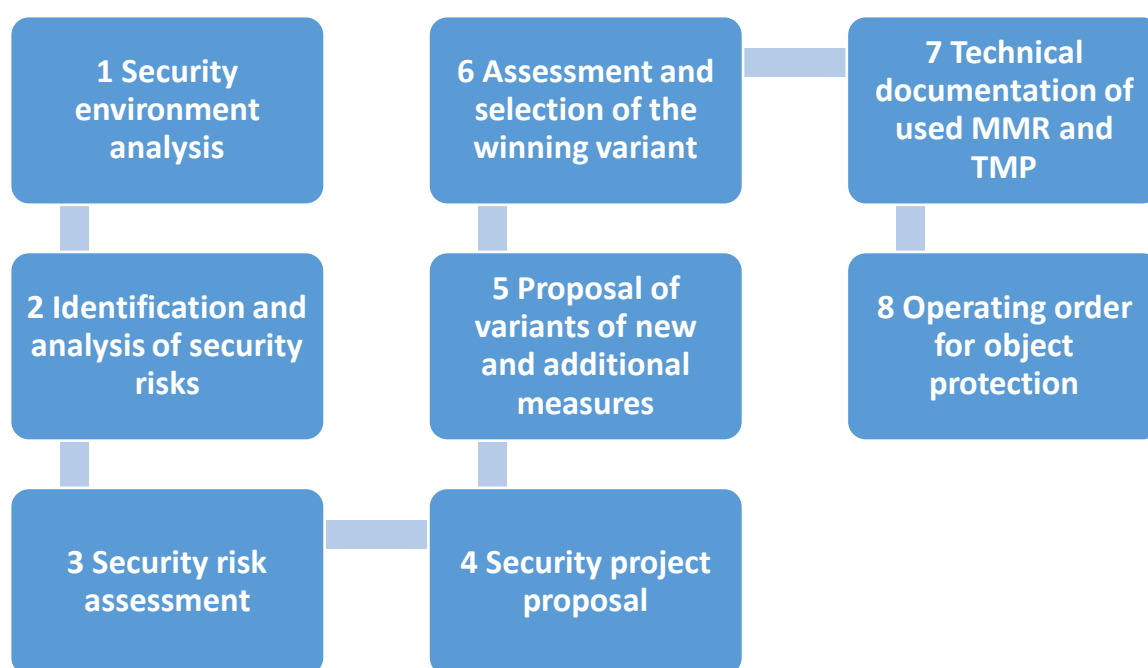 1 Security
environment
analysis
2 Identification and
analysis of security
risks
3 Security risk
assessment
4 Security project
proposal
5 Proposal of
variants of new
and additional
measures
6 Assessment and
selection of the
winning variant
7 Technical
documentation of
used MMR and
TMP
8 Operating order
for object
protection